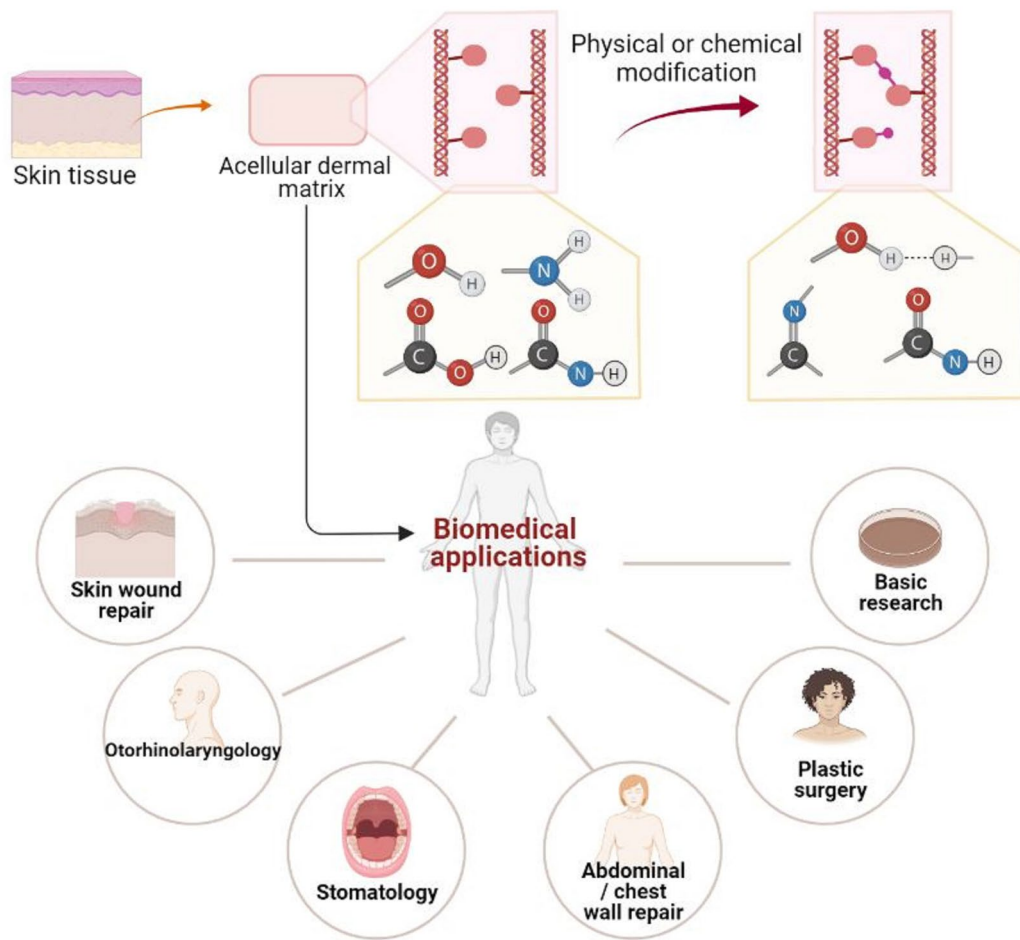 Skin tissue
Acellular dermal
matrix
Physical or chemical
modification
O
H
N
H
H
O
C
O
H
O
C
N
H
O
H
H
N
C
O
C
N
H
Biomedical
applications
Skin wound
repair
Basic
research
Otorhinolaryngology
Plastic
surgery
Stomatology
Abdominal
/ chest
wall repair